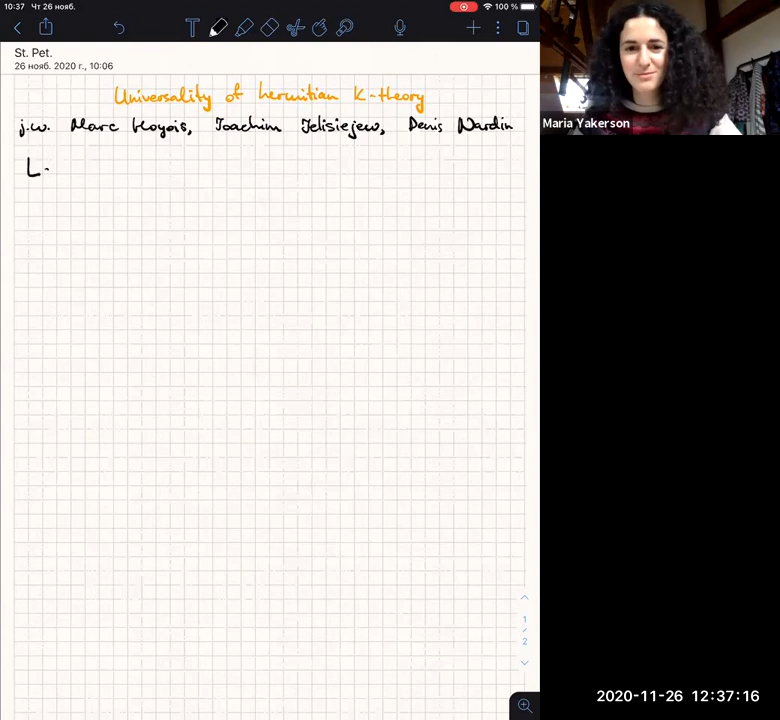 10:37 Чт 26 нояб.
100 %
St. Pet.
26 нояб. 2020 г., 10:06
Universality of hermitian K-theory
j.w. Marc Hoyois, Joachim Jelisiejew, Denis Nardin
L.
Maria Yakerson
1
2
2020-11-26 12:37:16